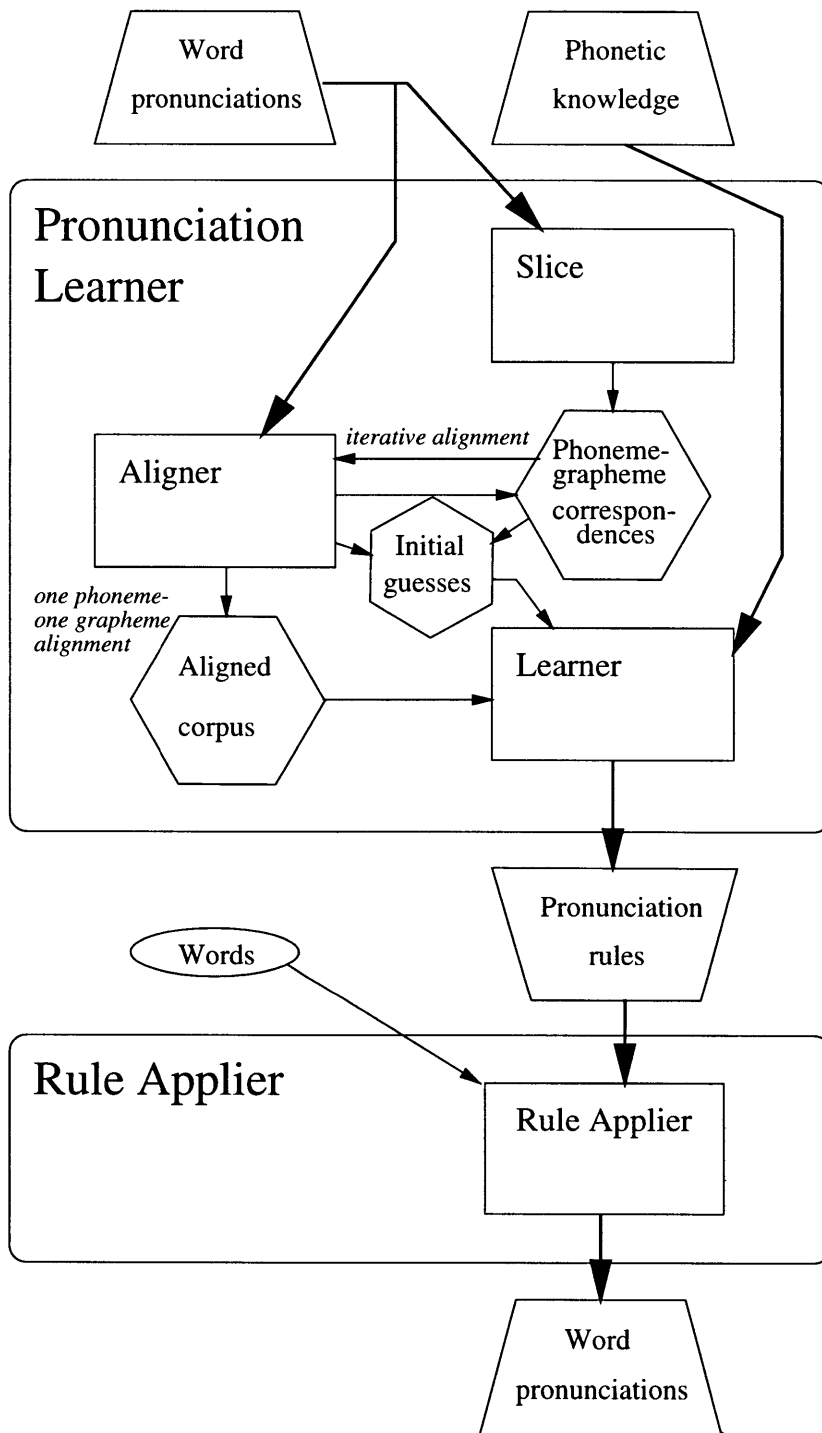 Word
pronunciations
Phonetic
knowledge
Pronunciation
Learner
Slice
iterative alignment
Aligner
Phoneme-
grapheme
correspon-
dences
Initial
guesses
one phoneme-
one grapheme
alignment
Aligned
corpus
Learner
Pronunciation
rules
Words
Rule Applier
Rule Applier
Word
pronunciations